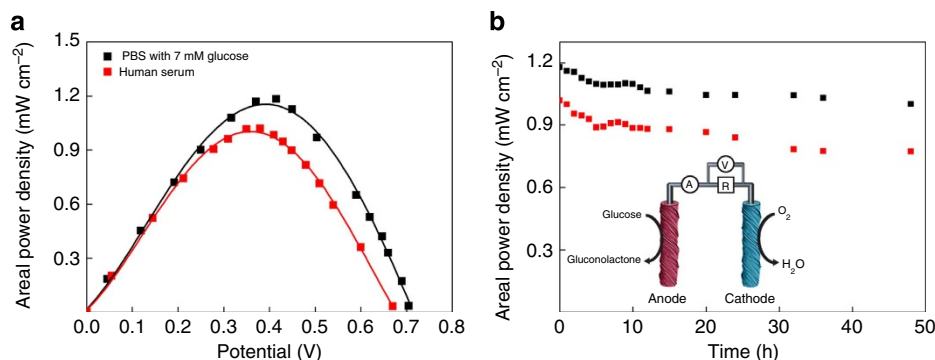 a
Areal power density (mW cm⁻²)
1.5
1.2
0.9
0.6
0.3
PBS with 7 mM glucose
Human serum
0.0 0.1 0.2 0.3 0.4 0.5 0.6 0.7 0.8
Potential (V)
b
Areal power density (mW cm⁻²)
1.2
0.9
0.6
0.3
V
A
R
Glucose
Gluconolactone
O₂
H₂O
Anode
Cathode
0 10 20 30 40 50
Time (h)